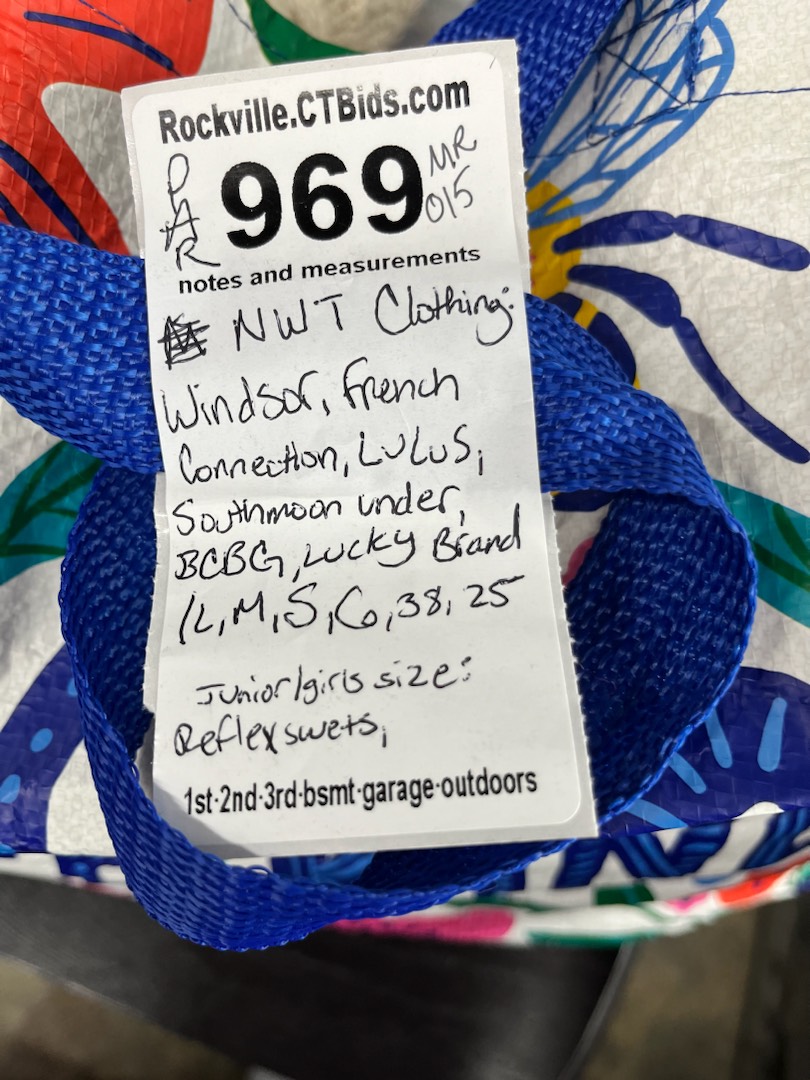 Rockville.CTBids.com
DAR 969 MR
015
notes and measurements
NWT Clothing:
Windsor, French
Connection, LULUS,
Southmoon under,
BCBG, Lucky Brand
/L, M, S, 6, 38, 25
Junior/girls size:
Reflex swets,
1st·2nd·3rd·bsmt·garage·outdoors